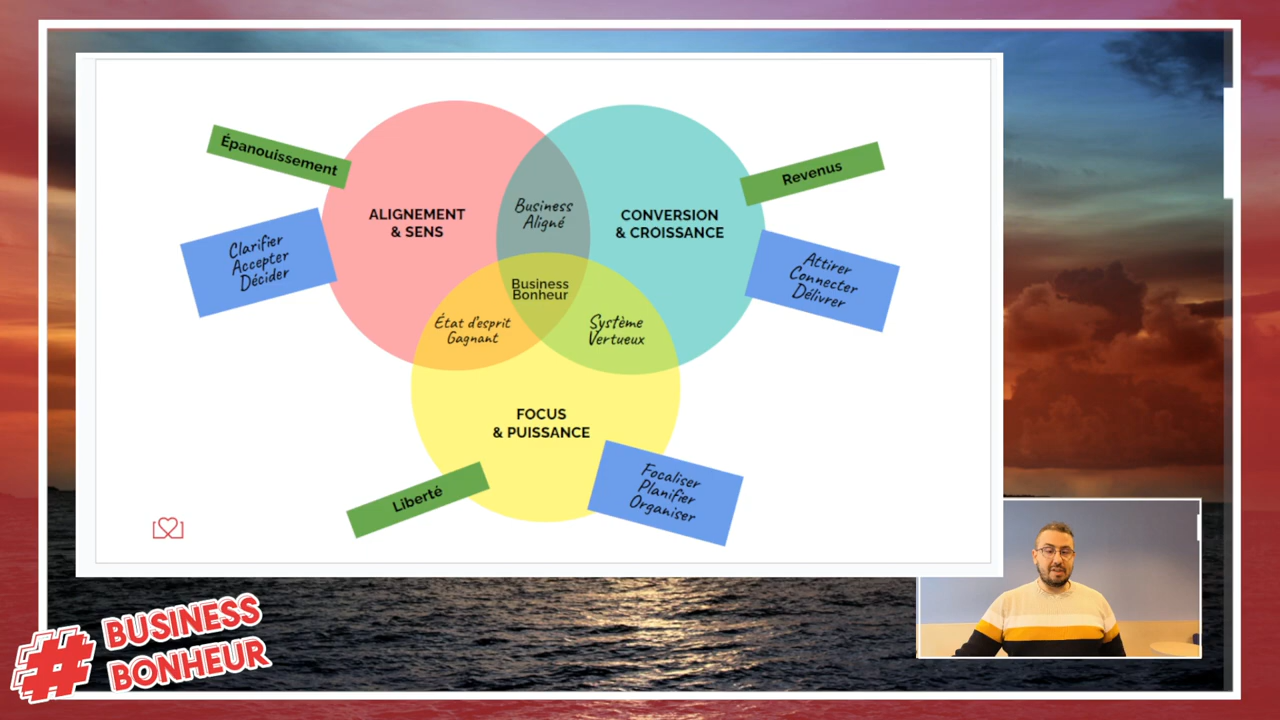 Épanouissement
Clarifier
Accepter
Décider
ALIGNEMENT
& SENS
Business
Aligné
CONVERSION
& CROISSANCE
Revenus
Attirer
Connecter
Délivrer
Business
Bonheur
État d'esprit
Gagnant
Système
Vertueux
FOCUS
& PUISSANCE
Liberté
Focaliser
Planifier
Organiser
# BUSINESS
BONHEUR